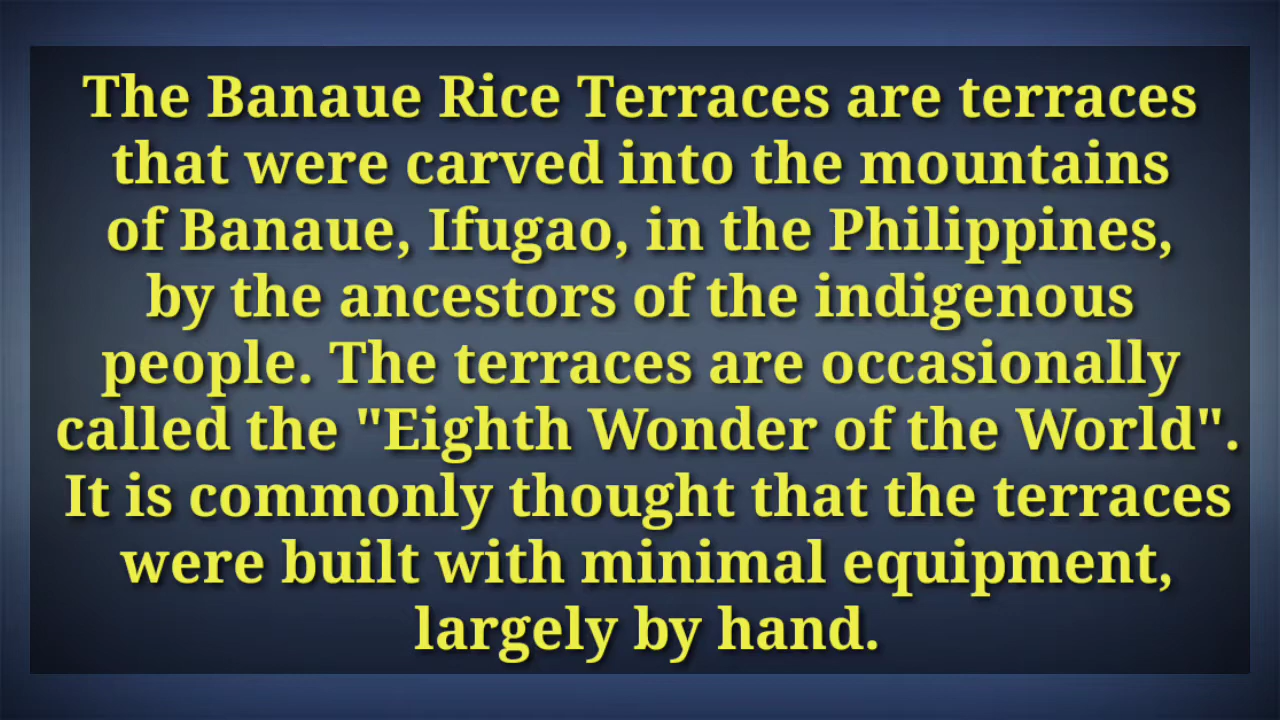 The Banaue Rice Terraces are terraces
that were carved into the mountains
of Banaue, Ifugao, in the Philippines,
by the ancestors of the indigenous
people. The terraces are occasionally
called the "Eighth Wonder of the World".
It is commonly thought that the terraces
were built with minimal equipment,
largely by hand.